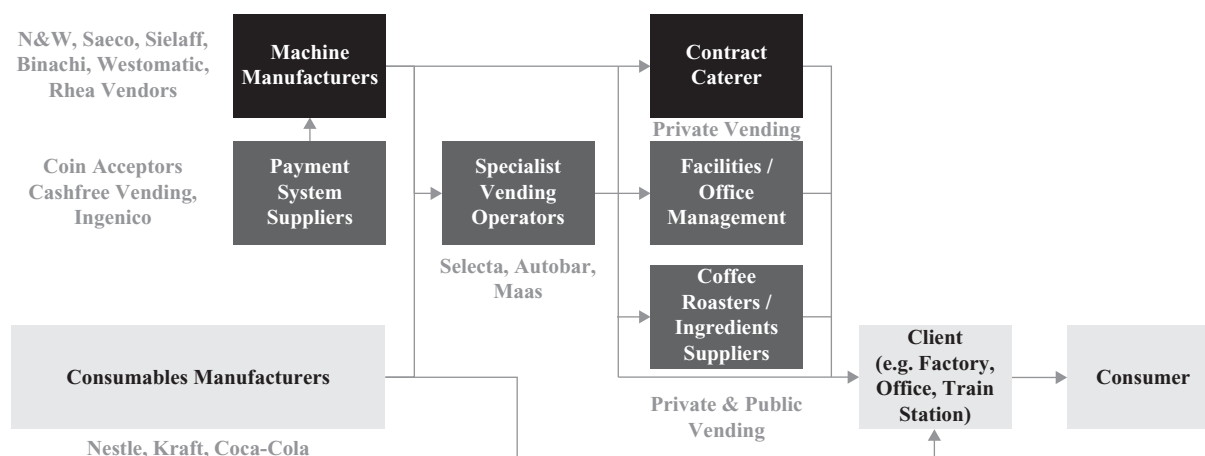 N&W, Saeco, Sielaff,
Binachi, Westomatic,
Rhea Vendors
Machine
Manufacturers
Contract
Caterer
Private Vending
Coin Acceptors
Cashfree Vending,
Ingenico
Payment
System
Suppliers
Specialist
Vending
Operators
Facilities /
Office
Management
Selecta, Autobar,
Maas
Coffee
Roasters /
Ingredients
Suppliers
Consumables Manufacturers
Client
(e.g. Factory,
Office, Train
Station)
Consumer
Private & Public
Vending
Nestle, Kraft, Coca-Cola